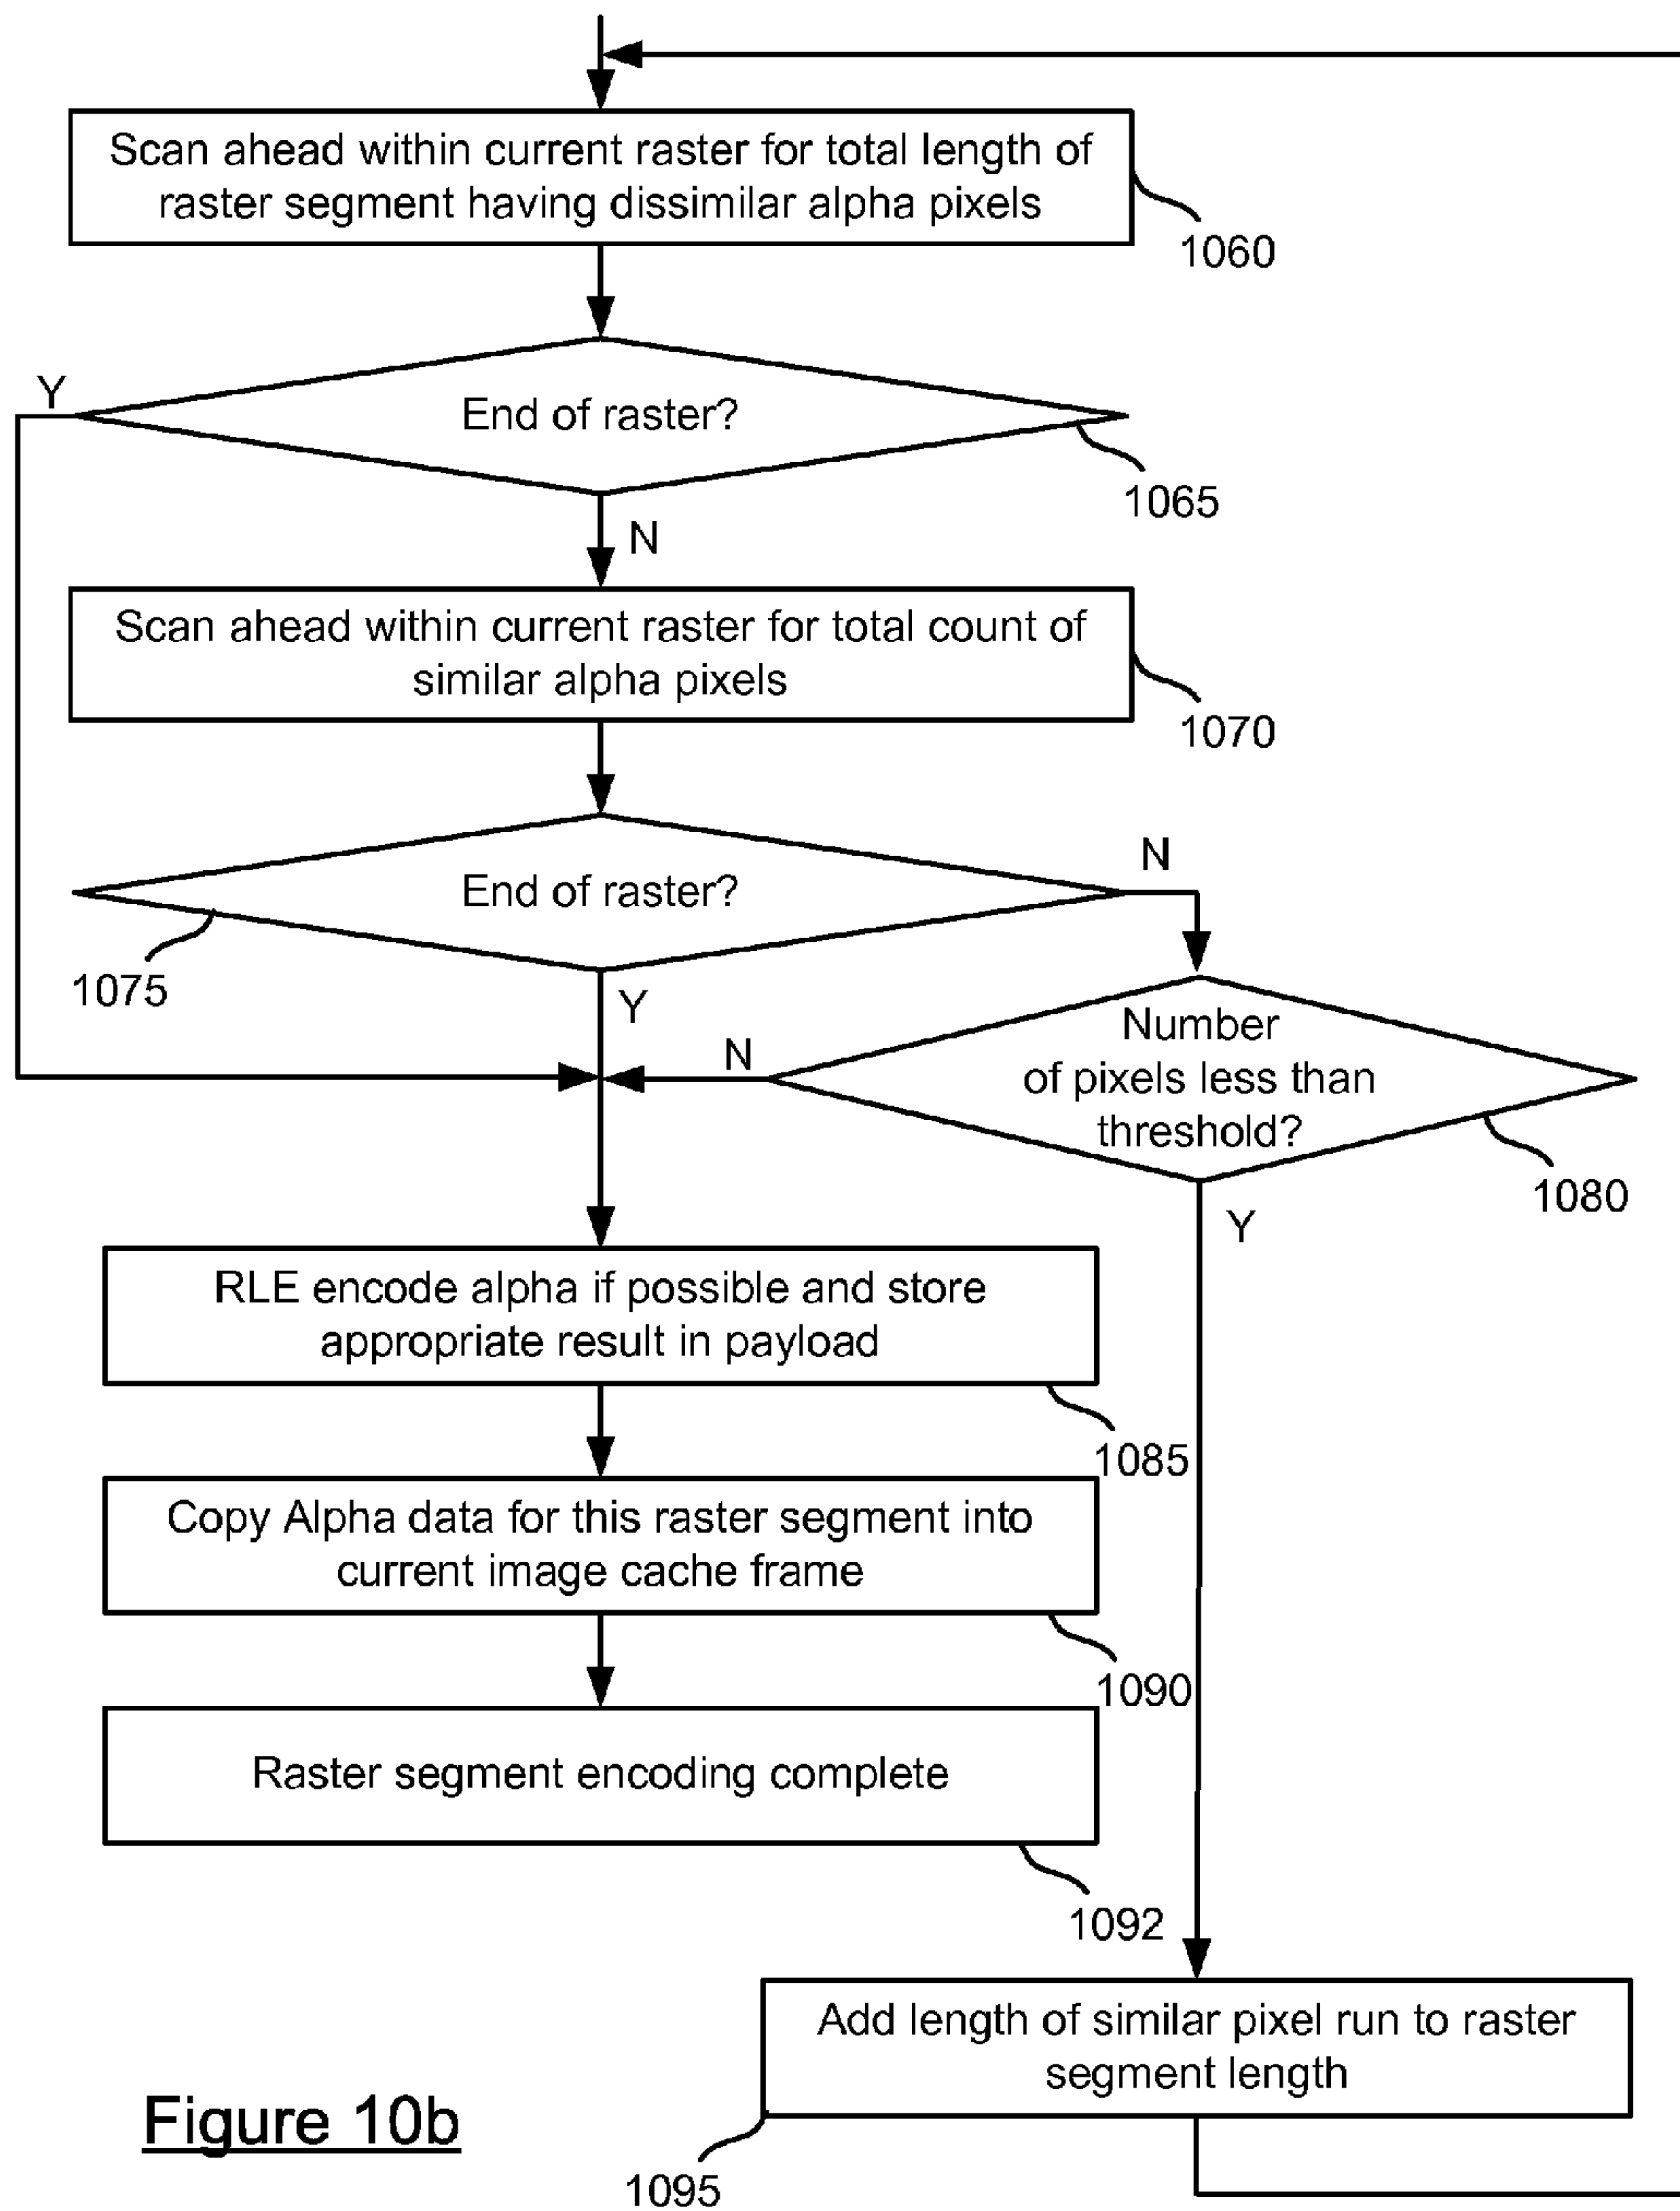 Scan ahead within current raster for total length of
raster segment having dissimilar alpha pixels
1060
Y
End of raster?
1065
N
Scan ahead within current raster for total count of
similar alpha pixels
1070
N
End of raster?
1075
Y
N
Number
of pixels less than
threshold?
1080
Y
RLE encode alpha if possible and store
appropriate result in payload
1085
Copy Alpha data for this raster segment into
current image cache frame
1090
Raster segment encoding complete
1092
Add length of similar pixel run to raster
segment length
1095
Figure 10b